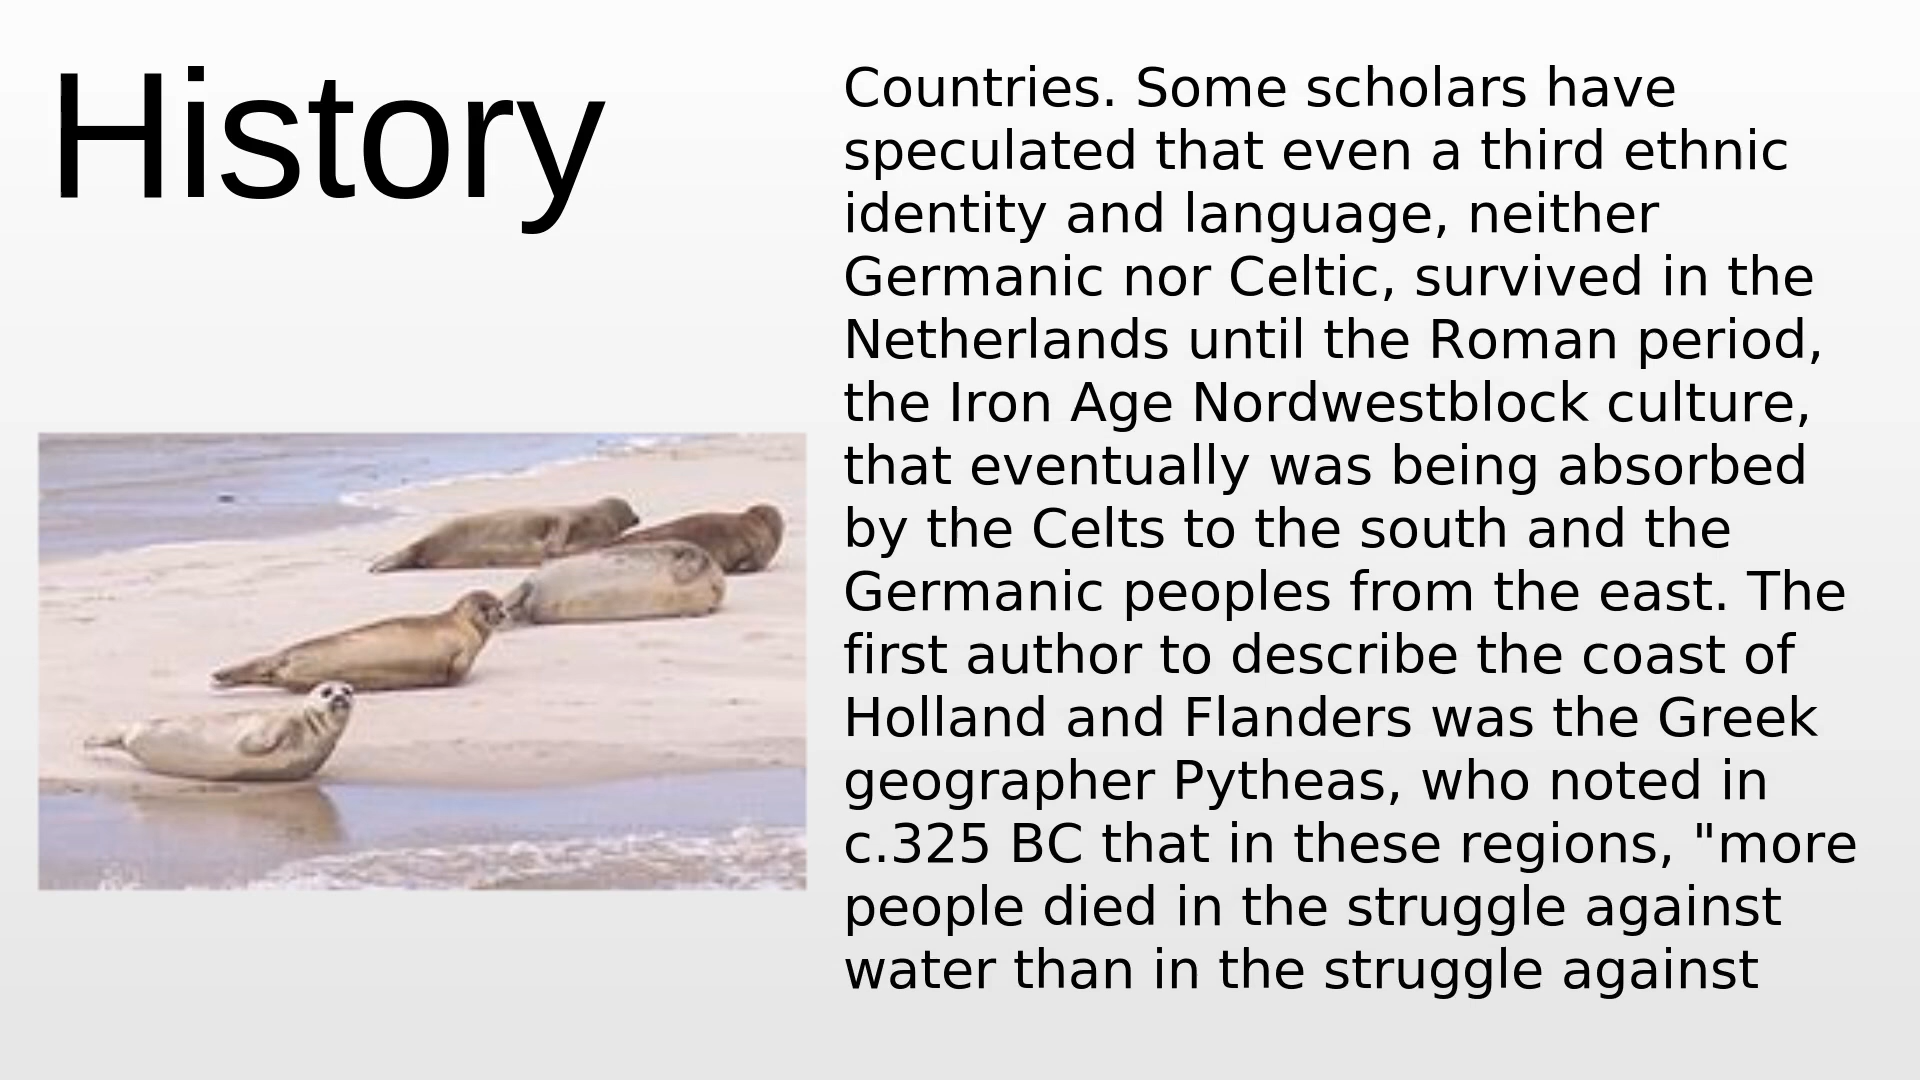 History
Countries. Some scholars have
speculated that even a third ethnic
identity and language, neither
Germanic nor Celtic, survived in the
Netherlands until the Roman period,
the Iron Age Nordwestblock culture,
that eventually was being absorbed
by the Celts to the south and the
Germanic peoples from the east. The
first author to describe the coast of
Holland and Flanders was the Greek
geographer Pytheas, who noted in
c.325 BC that in these regions, "more
people died in the struggle against
water than in the struggle against